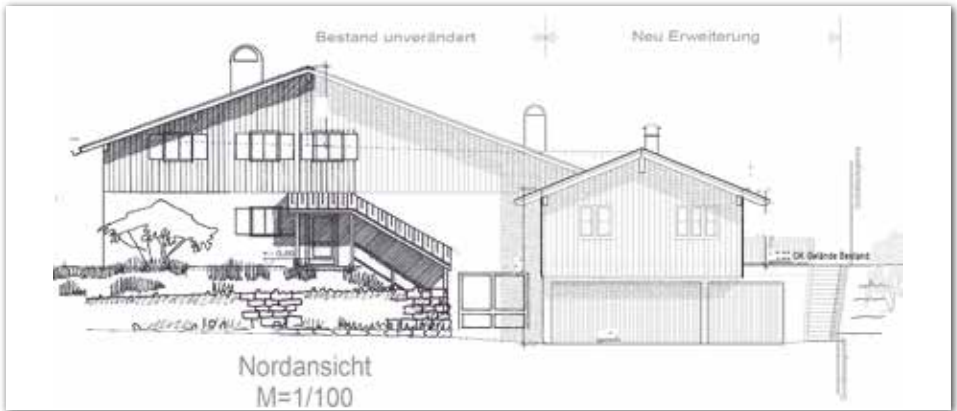 Bestand unverändert
Neu Erweiterung
OK Gelände Bestand
Nordansicht
M=1/100